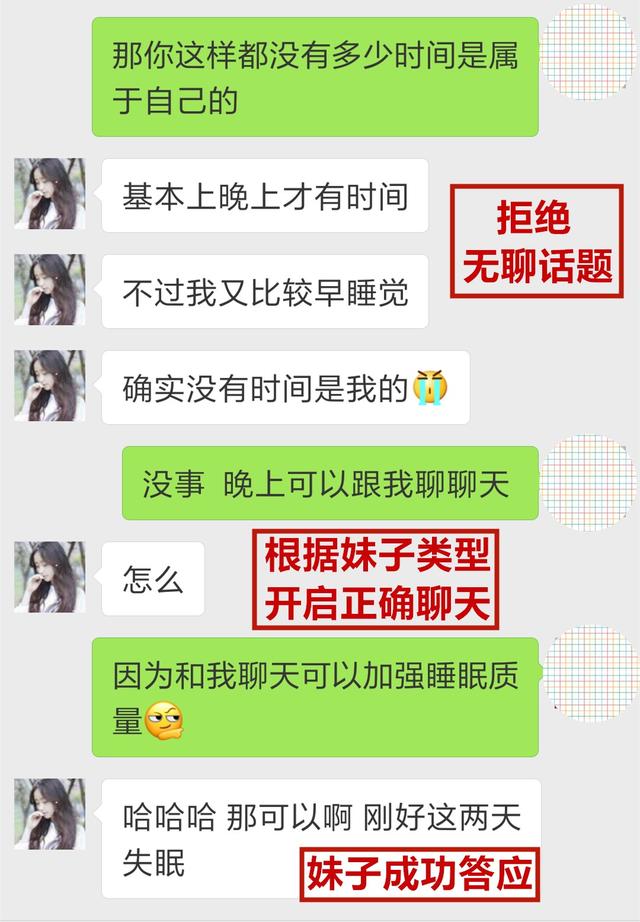 那你这样都没有多少时间是属
于自己的
基本上晚上才有时间
拒绝
无聊话题
不过我又比较早睡觉
确实没有时间是我的
没事 晚上可以跟我聊聊天
根据妹子类型
开启正确聊天
怎么
因为和我聊天可以加强睡眠质
量
哈哈哈 那可以啊 刚好这两天
失眠
妹子成功答应